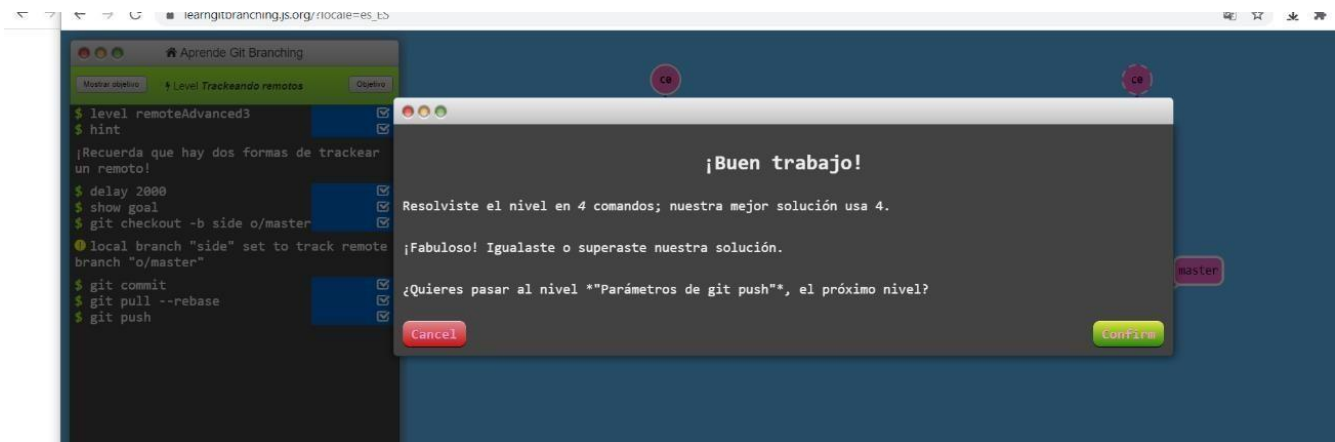 learngitbranching.js.org/?locale=es_ES
Aprende Git Branching
Mostrar objetivo
Level Trackeando remotos
Objetivo
$ level remoteAdvanced3
$ hint
¡Recuerda que hay dos formas de trackear
un remoto!
$ delay 2000
$ show goal
$ git checkout -b side o/master
local branch "side" set to track remote
branch "o/master"
$ git commit
$ git pull --rebase
$ git push
c0
c0
¡Buen trabajo!
Resolviste el nivel en 4 comandos; nuestra mejor solución usa 4.
¡Fabuloso! Igualaste o superaste nuestra solución.
¿Quieres pasar al nivel *"Parámetros de git push"*, el próximo nivel?
Cancel
Confirm
master